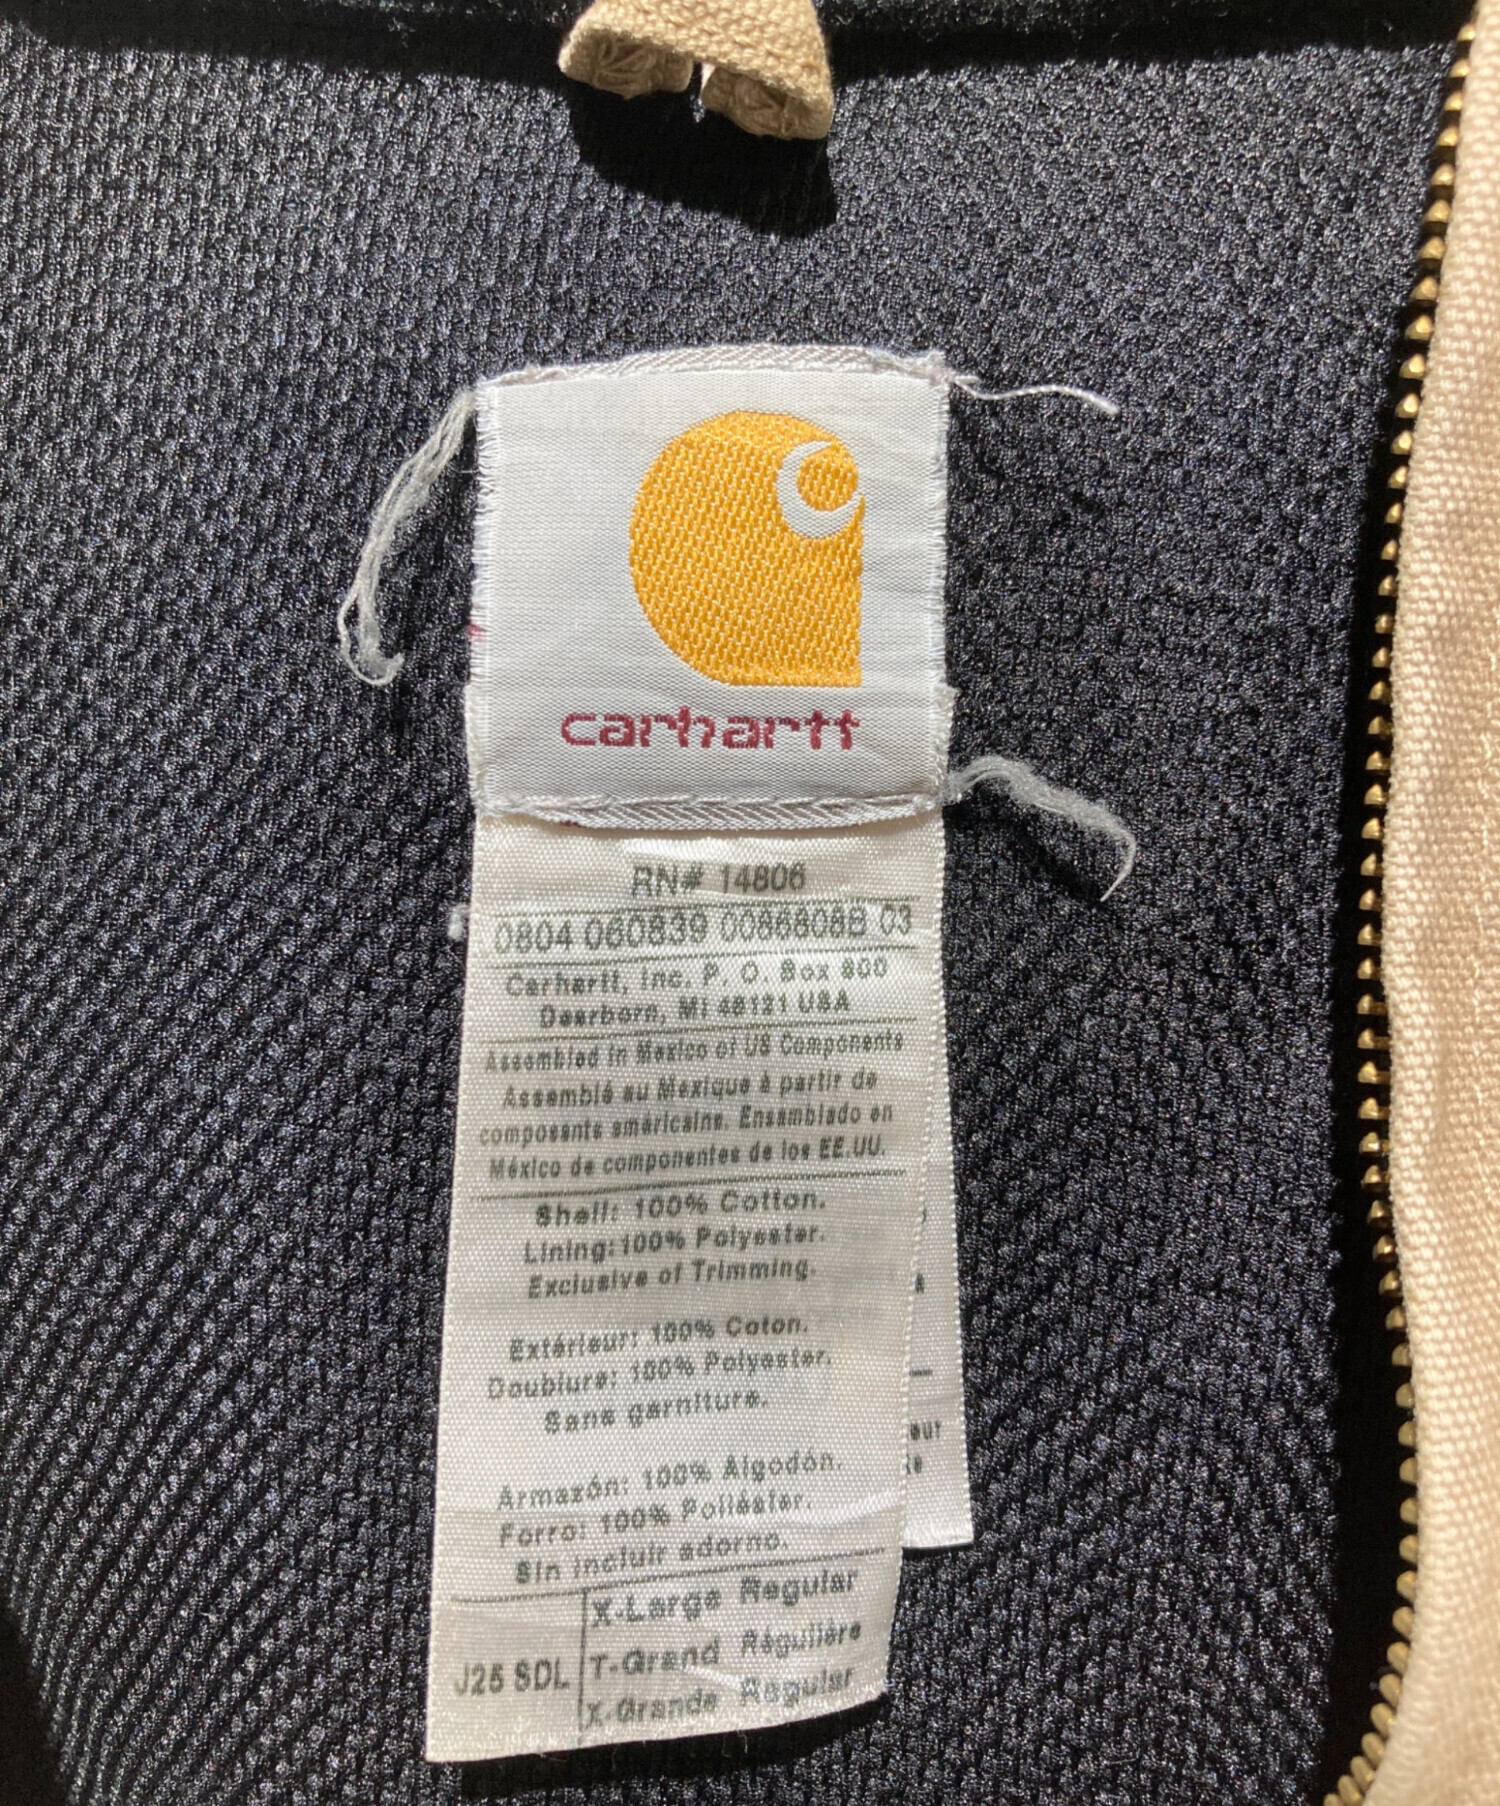 carhartt
RN# 14806
0804 060839 0086808B 03
Carhartt, Inc. P. O. Box 800
Dearborn, MI 48121 USA
Assembled in Mexico of US Components
Assemblé au Mexique à partir de
composants américains. Ensamblado en
México de componentes de los EE.UU.
Shell: 100% Cotton.
Lining:100% Polyester.
Exclusive of Trimming.
Extérieur: 100% Coton.
Doublure: 100% Polyester.
Sans garniture.
Armazón: 100% Algodón.
Forro: 100% Poliéster.
Sin incluir adorno.
J25 SDL
X-Large Regular
T-Grand Régulière
X-Grande Regular